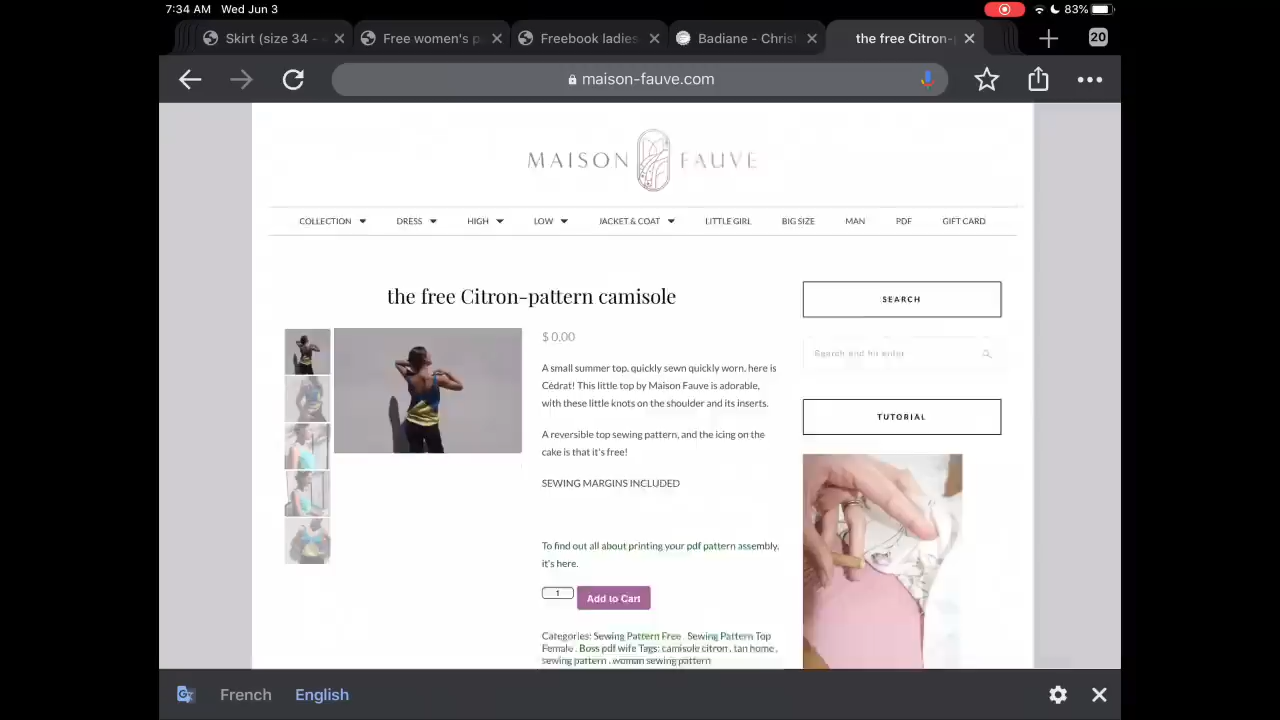 7:34 AM Wed Jun 3
83%
Skirt (size 34 -
Free women's p
Freebook ladies
Badiane - Christ
the free Citron-
20
maison-fauve.com
MAISON FAUVE
COLLECTION
DRESS
HIGH
LOW
JACKET & COAT
LITTLE GIRL
BIG SIZE
MAN
PDF
GIFT CARD
the free Citron-pattern camisole
$ 0.00
A small summer top, quickly sewn quickly worn, here is
Cédrat! This little top by Maison Fauve is adorable,
with these little knots on the shoulder and its inserts.
A reversible top sewing pattern, and the icing on the
cake is that it's free!
SEWING MARGINS INCLUDED
To find out all about printing your pdf pattern assembly,
it's here.
1
Add to Cart
Categories: Sewing Pattern Free , Sewing Pattern Top
Female , Boss pdf wife Tags: camisole citron , tan home ,
sewing pattern , woman sewing pattern
SEARCH
Search and hit enter
TUTORIAL
French
English